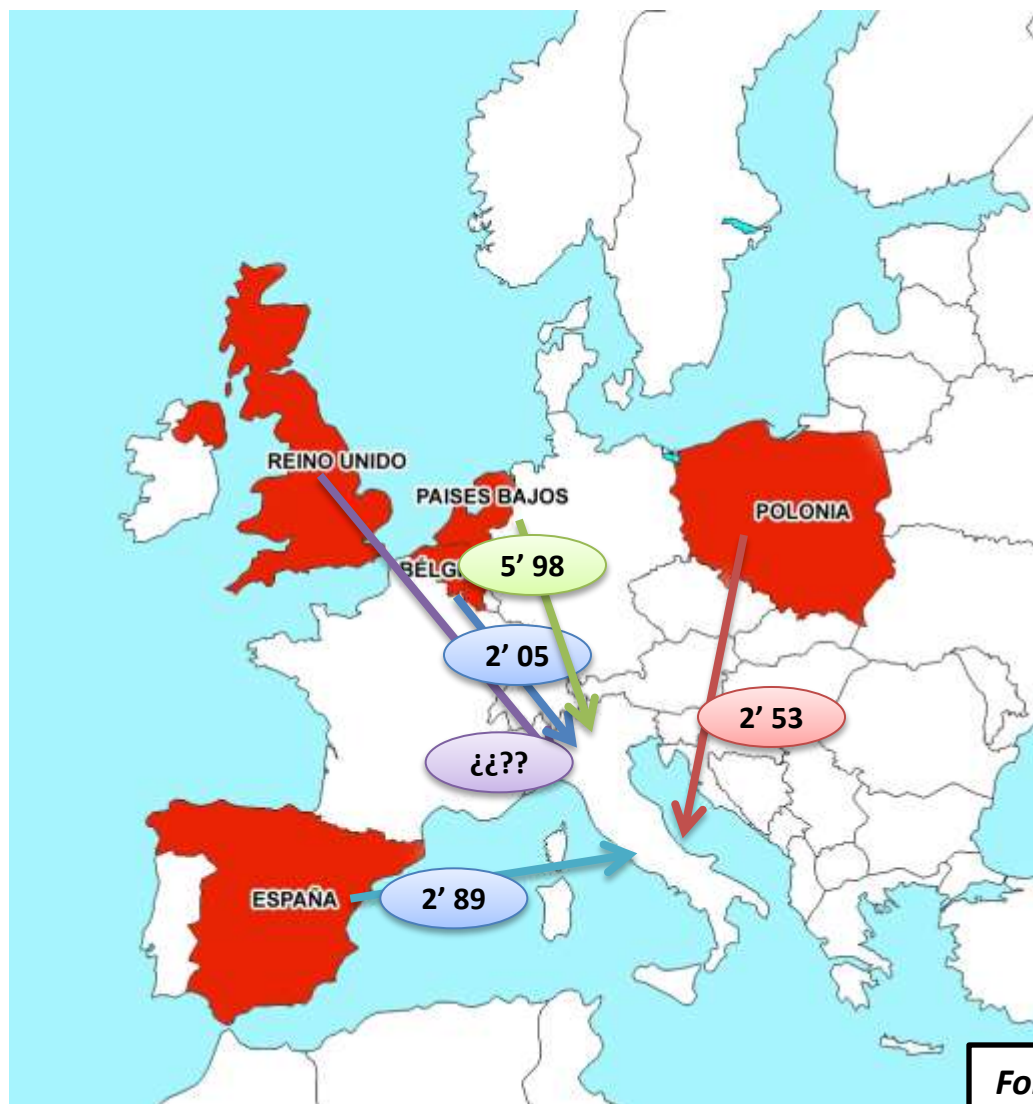 REINO UNIDO
PAISES BAJOS
POLONIA
5’ 98
2’ 05
2’ 53
¿¿??
ESPAÑA
2’ 89